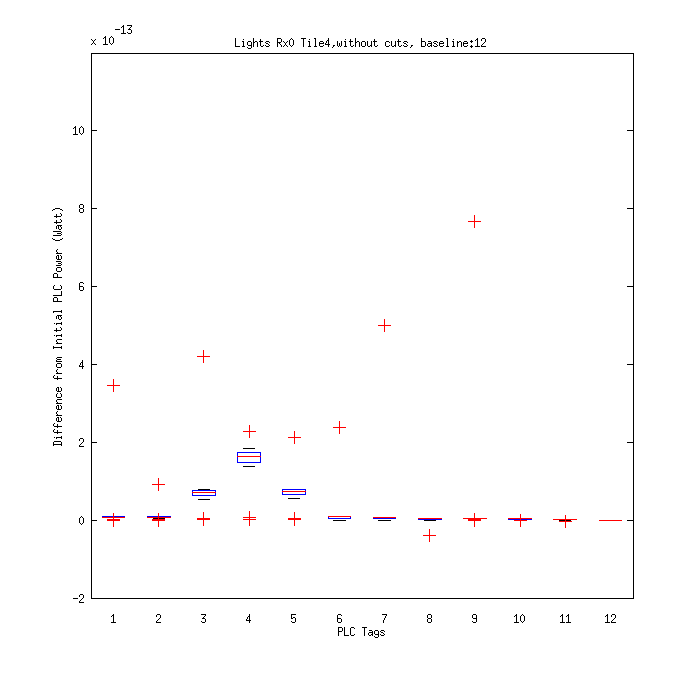 x 10 -13
Lights Rx0 Tile4,without cuts, baseline:12
10
8
6
4
2
0
-2
Difference from Initial PLC Power (Watt)
1 2 3 4 5 6 7 8 9 10 11 12
PLC Tags